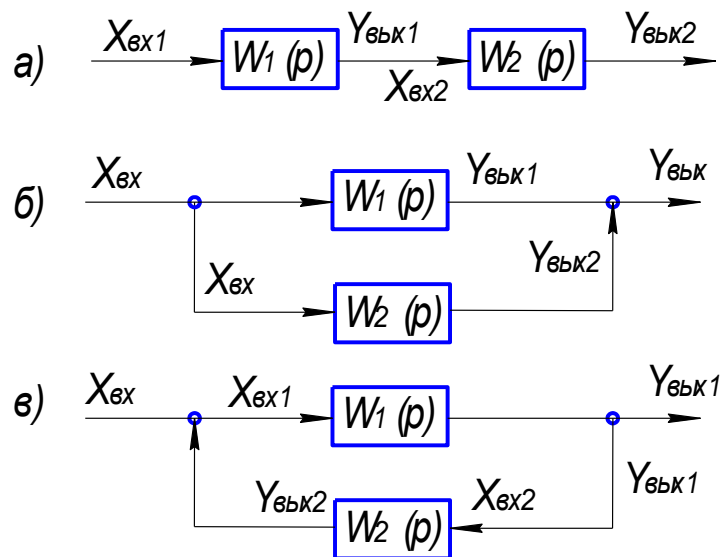 а) Xвх1 W1 (p) Yвых1 Xвх2 W2 (p) Yвых2
б) Xвх W1 (p) Yвых1 Yвых
Xвх W2 (p) Yвых2
в) Xвх Xвх1 W1 (p) Yвых1
Yвых2 W2 (p) Xвх2 Yвых1